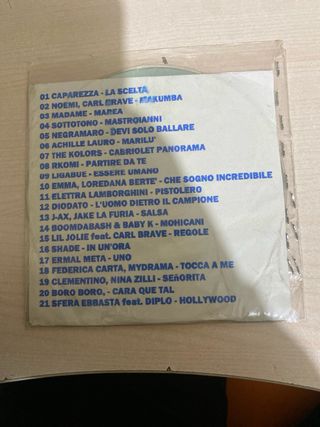 01 CAPAREZZA - LA SCELTA
02 NOEMI, CARL BRAVE - MAKUMBA
03 MADAME - MAREA
04 SOTTOTONO - MASTROIANNI
05 NEGRAMARO - DEVI SOLO BALLARE
06 ACHILLE LAURO - MARILU'
07 THE KOLORS - CABRIOLET PANORAMA
08 RKOMI - PARTIRE DA TE
09 LIGABUE - ESSERE UMANO
10 EMMA, LOREDANA BERTE' - CHE SOGNO INCREDIBILE
11 ELETTRA LAMBORGHINI - PISTOLERO
12 DIODATO - L'UOMO DIETRO IL CAMPIONE
13 J-AX, JAKE LA FURIA - SALSA
14 BOOMDABASH & BABY K - MOHICANI
15 LIL JOLIE feat. CARL BRAVE - REGOLE
16 SHADE - IN UN'ORA
17 ERMAL META - UNO
18 FEDERICA CARTA, MYDRAMA - TOCCA A ME
19 CLEMENTINO, NINA ZILLI - SEñORITA
20 BORO BORO, - CARA QUE TAL
21 SFERA EBBASTA feat. DIPLO - HOLLYWOOD